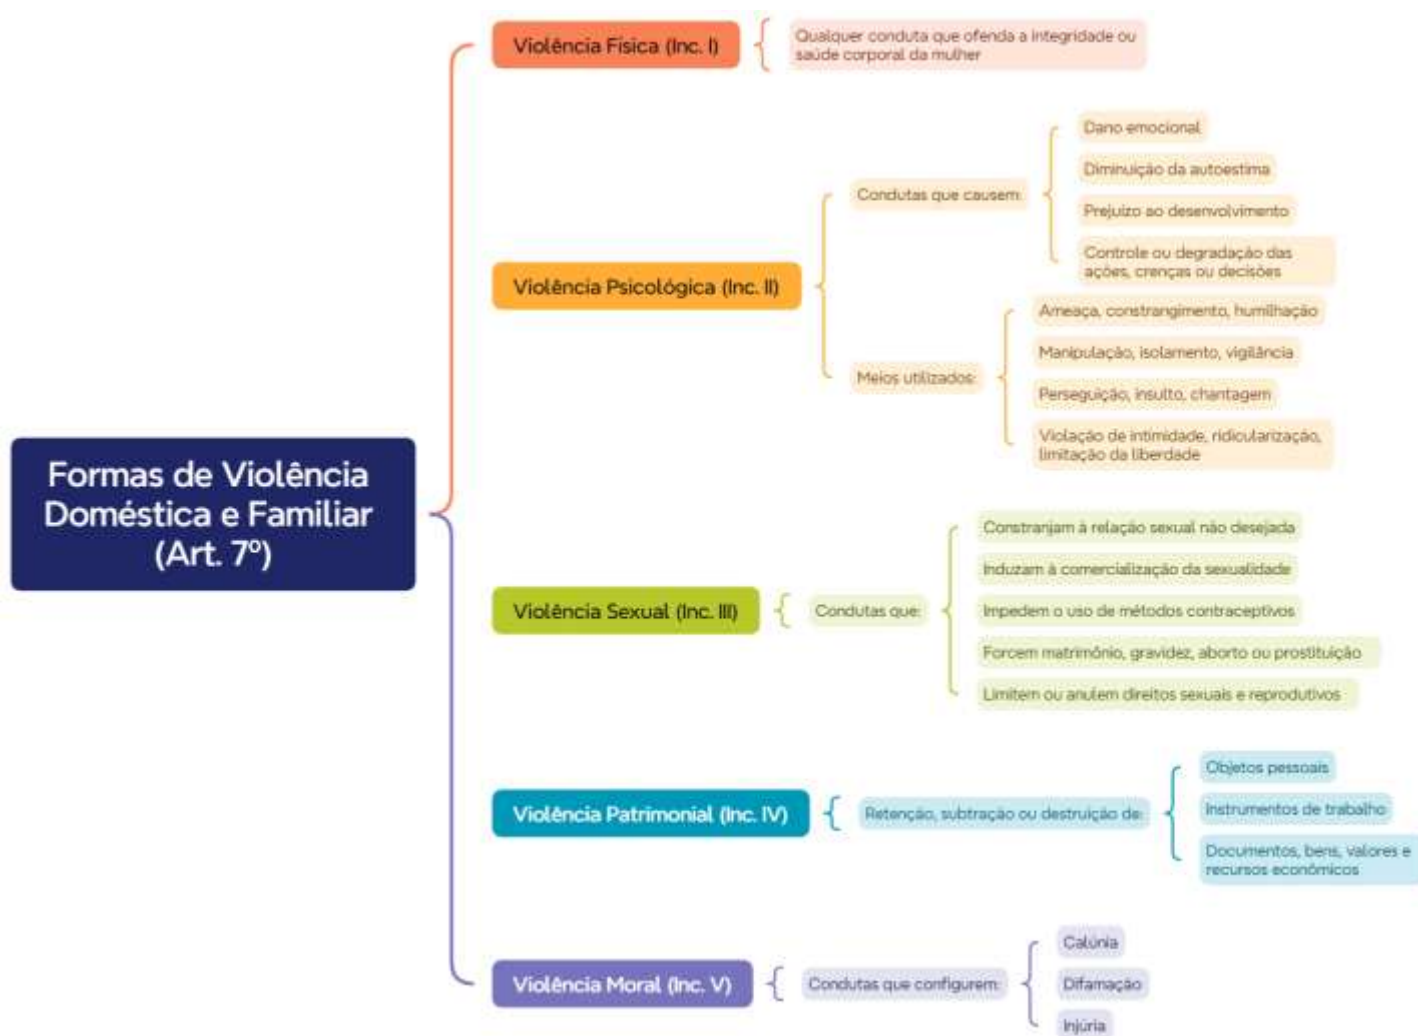 Formas de Violência
Doméstica e Familiar
(Art. 7º)
Violência Física (Inc. I)
Qualquer conduta que ofenda a integridade ou
saúde corporal da mulher
Violência Psicológica (Inc. II)
Condutas que causem:
Dano emocional
Diminuição da autoestima
Prejuízo ao desenvolvimento
Controle ou degradação das
ações, crenças ou decisões
Meios utilizados:
Ameaça, constrangimento, humilhação
Manipulação, isolamento, vigilância
Perseguição, insulto, chantagem
Violação de intimidade, ridicularização,
limitação da liberdade
Violência Sexual (Inc. III)
Condutas que:
Constranjam à relação sexual não desejada
Induzam à comercialização da sexualidade
Impedem o uso de métodos contraceptivos
Forcem matrimônio, gravidez, aborto ou prostituição
Limitem ou anulem direitos sexuais e reprodutivos
Violência Patrimonial (Inc. IV)
Retenção, subtração ou destruição de:
Objetos pessoais
Instrumentos de trabalho
Documentos, bens, valores e
recursos econômicos
Violência Moral (Inc. V)
Condutas que configurem:
Calúnia
Difamação
Injúria